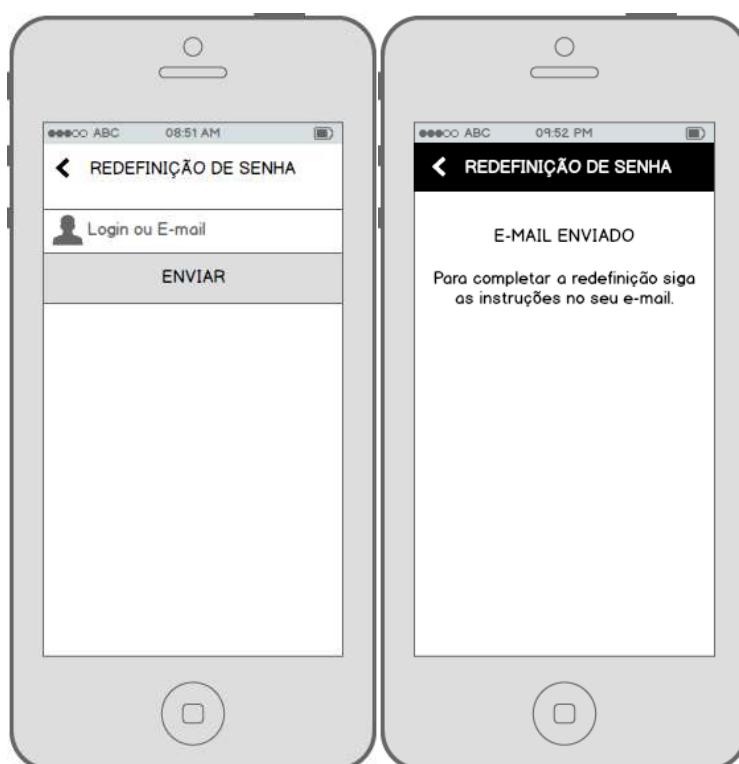 ABC 08:51 AM
REDEFINIÇÃO DE SENHA
Login ou E-mail
ENVIAR
ABC 09:52 PM
REDEFINIÇÃO DE SENHA
E-MAIL ENVIADO
Para completar a redefinição siga
as instruções no seu e-mail.